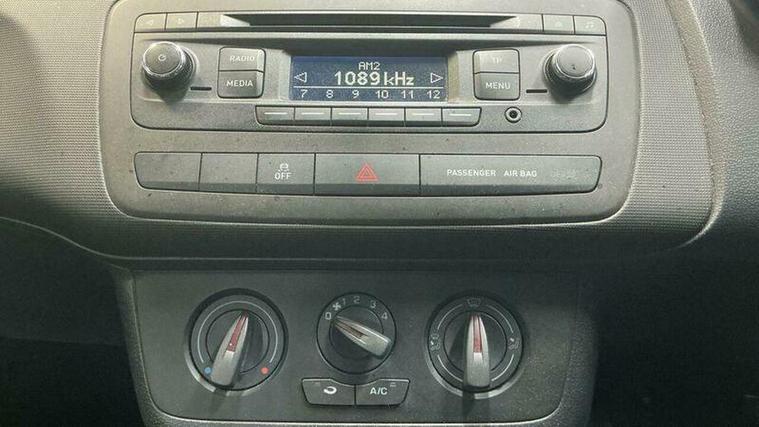 RADIO
MEDIA
AM2
1089 kHz
7 8 9 10 11 12
TP
MENU
OFF
PASSENGER AIR BAG
0 1 2 3 4
A/C